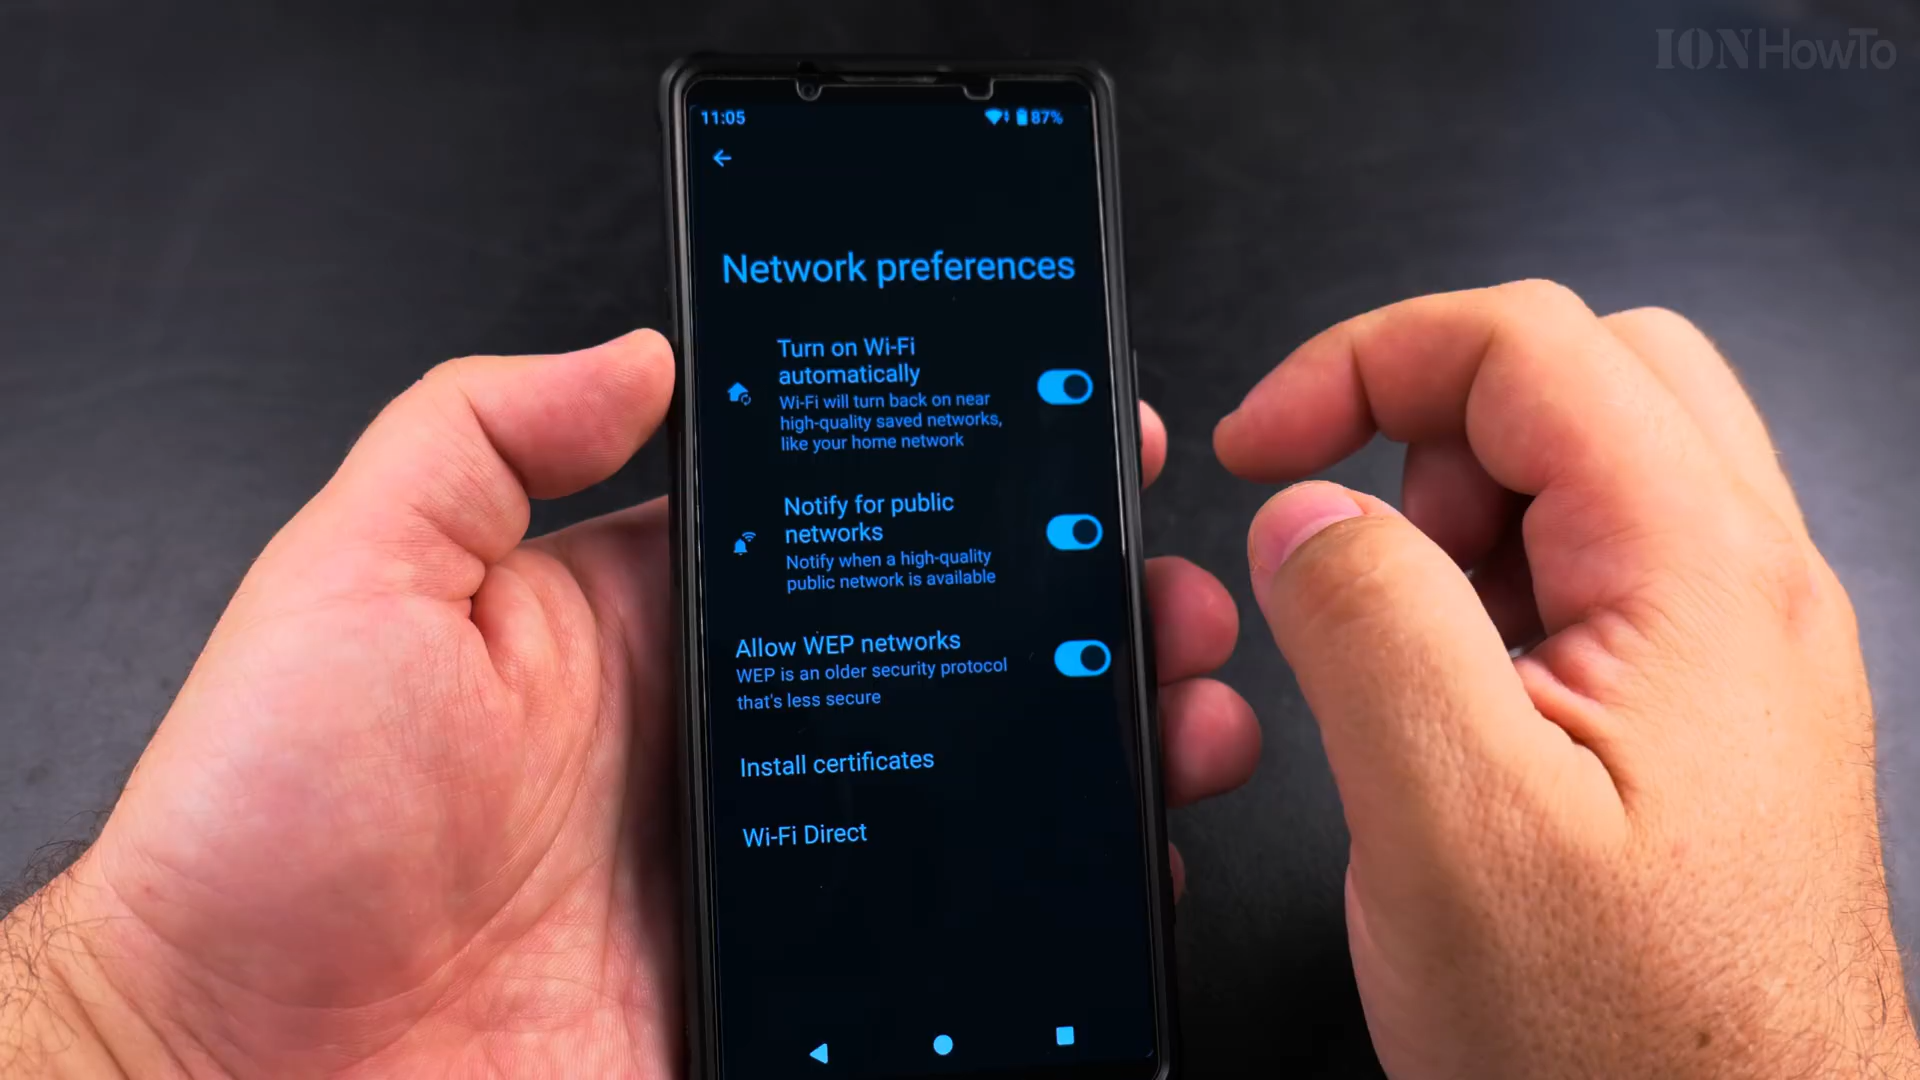 ION HowTo
11:05
87%
Network preferences
Turn on Wi-Fi
automatically
Wi-Fi will turn back on near
high-quality saved networks,
like your home network
Notify for public
networks
Notify when a high-quality
public network is available
Allow WEP networks
WEP is an older security protocol
that's less secure
Install certificates
Wi-Fi Direct